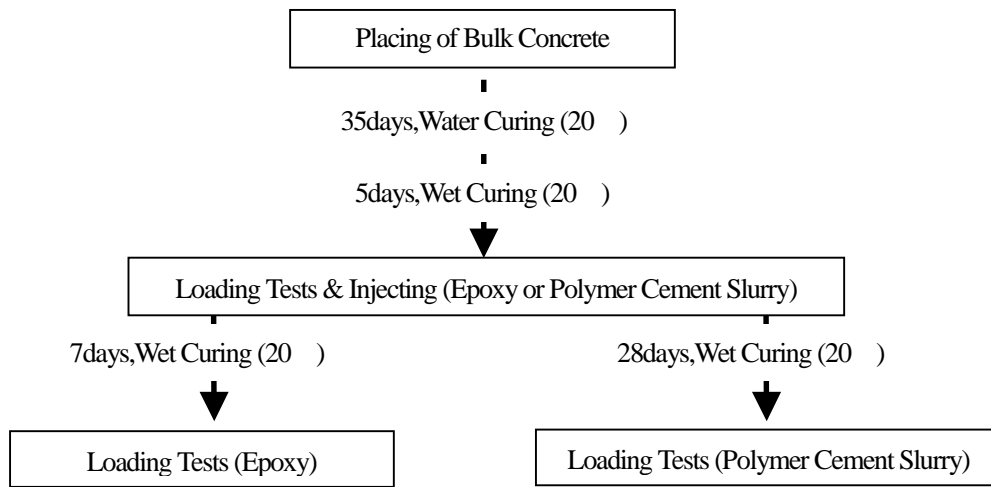 Placing of Bulk Concrete
35days,Water Curing (20 )
5days,Wet Curing (20 )
Loading Tests & Injecting (Epoxy or Polymer Cement Slurry)
7days,Wet Curing (20 )
28days,Wet Curing (20 )
Loading Tests (Epoxy)
Loading Tests (Polymer Cement Slurry)